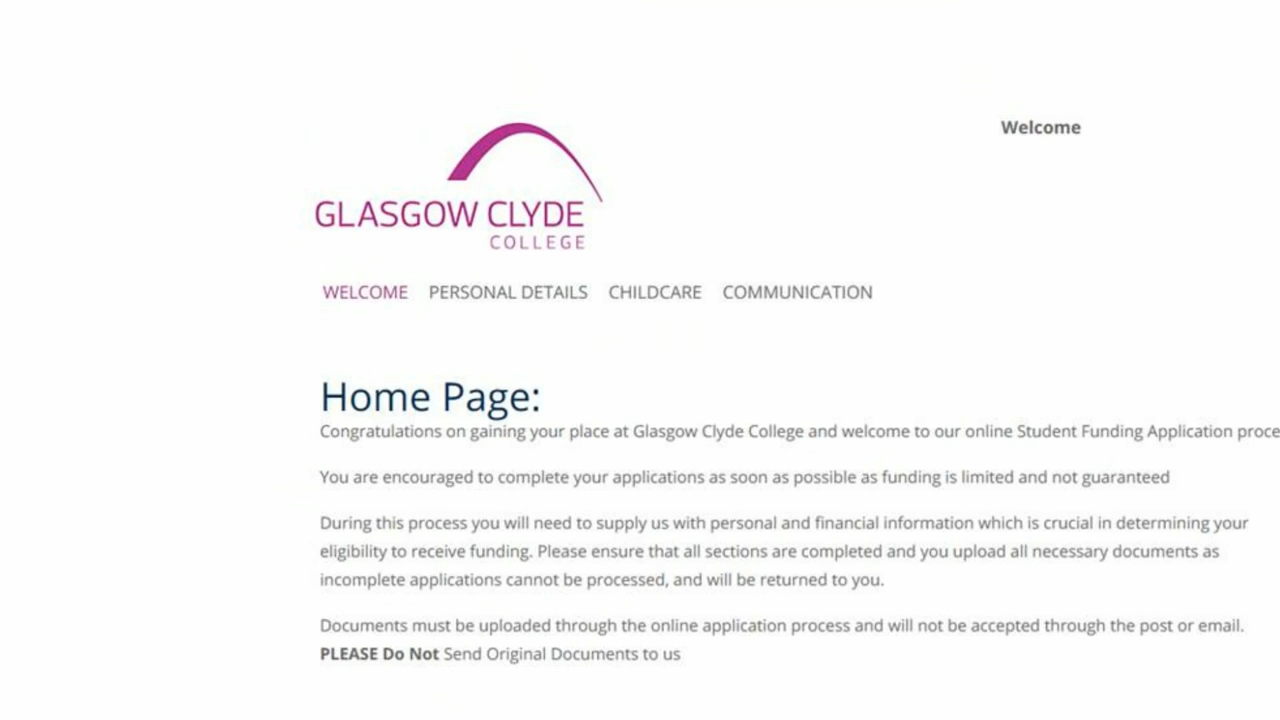 Welcome
GLASGOW CLYDE
COLLEGE
WELCOME PERSONAL DETAILS CHILDCARE COMMUNICATION
Home Page:
Congratulations on gaining your place at Glasgow Clyde College and welcome to our online Student Funding Application proce
You are encouraged to complete your applications as soon as possible as funding is limited and not guaranteed
During this process you will need to supply us with personal and financial information which is crucial in determining your
eligibility to receive funding. Please ensure that all sections are completed and you upload all necessary documents as
incomplete applications cannot be processed, and will be returned to you.
Documents must be uploaded through the online application process and will not be accepted through the post or email.
PLEASE Do Not Send Original Documents to us